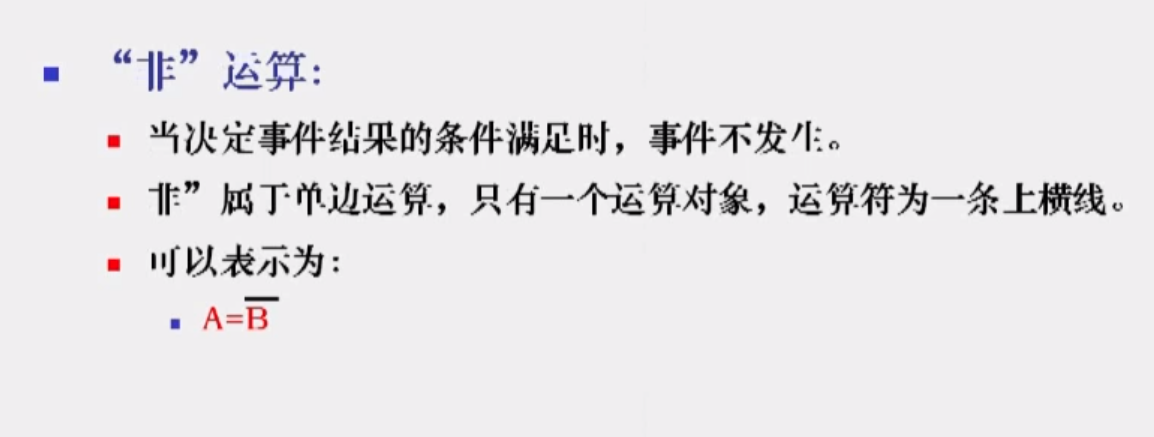 “非”运算:
当决定事件结果的条件满足时，事件不发生。
非”属于单边运算，只有一个运算对象，运算符为一条上横线。
可以表示为:
A=B̅